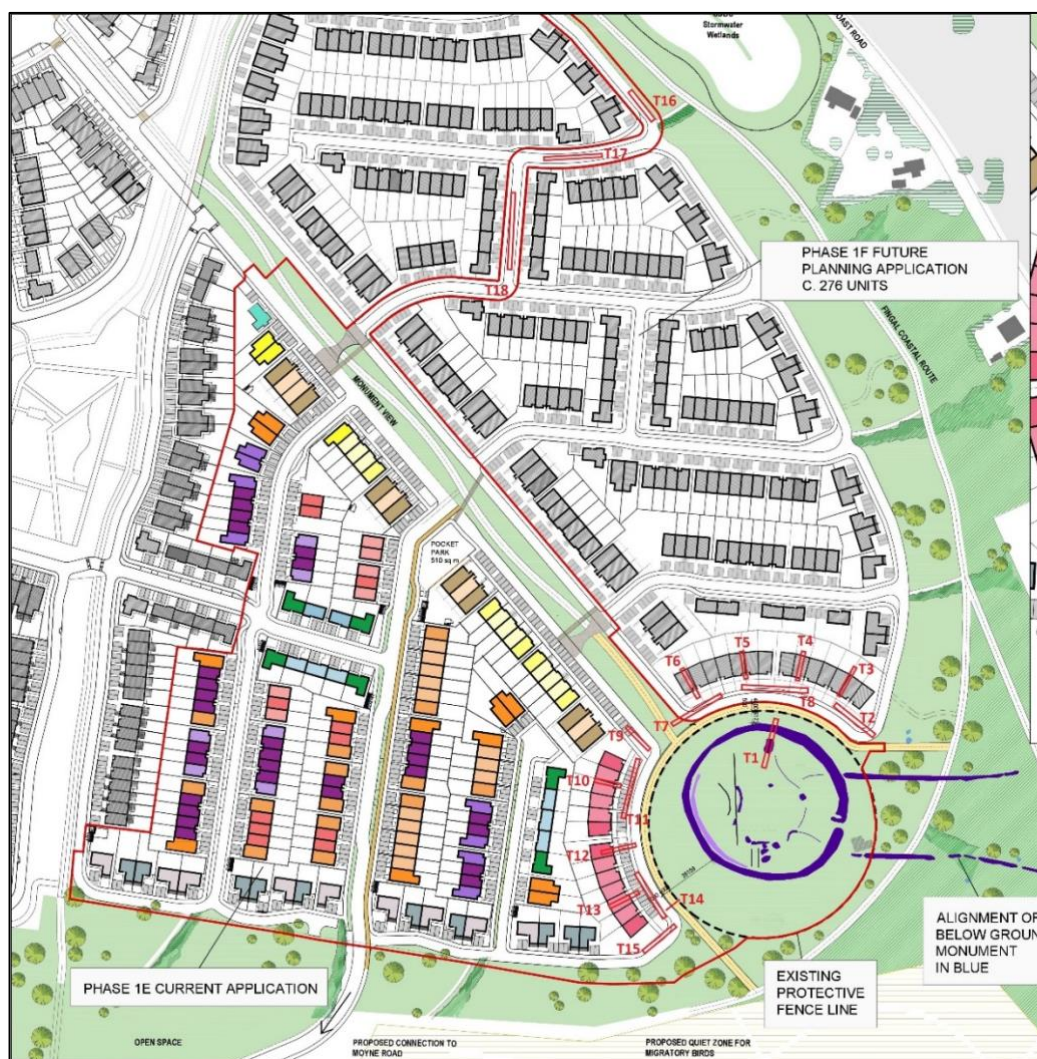 Stormwater
Wetlands
COAST ROAD
T16
T17
PHASE 1F FUTURE
PLANNING APPLICATION
C. 276 UNITS
T18
FINGAL COASTAL ROUTE
MONUMENT VIEW
POCKET
PARK
510 sq m
T6
T5
T4
T3
T7
T8
T2
T9
T1
T10
T11
T12
T13
T14
T15
ALIGNMENT OF
BELOW GROUN
MONUMENT
IN BLUE
PHASE 1E CURRENT APPLICATION
EXISTING
PROTECTIVE
FENCE LINE
OPEN SPACE
PROPOSED CONNECTION TO
MOYNE ROAD
PROPOSED QUIET ZONE FOR
MIGRATORY BIRDS